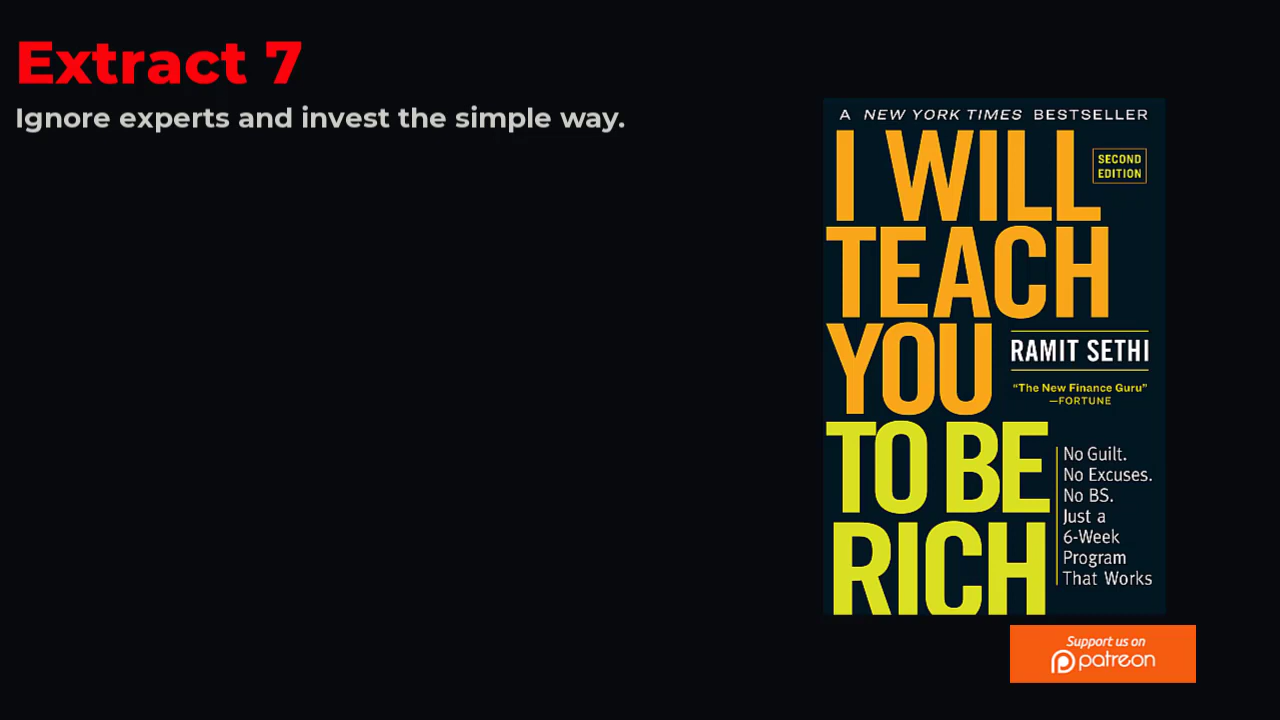 Extract 7
Ignore experts and invest the simple way.
A NEW YORK TIMES BESTSELLER
I WILL
SECOND
EDITION
TEACH
YOU
RAMIT SETHI
"The New Finance Guru"
—FORTUNE
TO BE
RICH
No Guilt.
No Excuses.
No BS.
Just a
6-Week
Program
That Works
Support us on
patreon